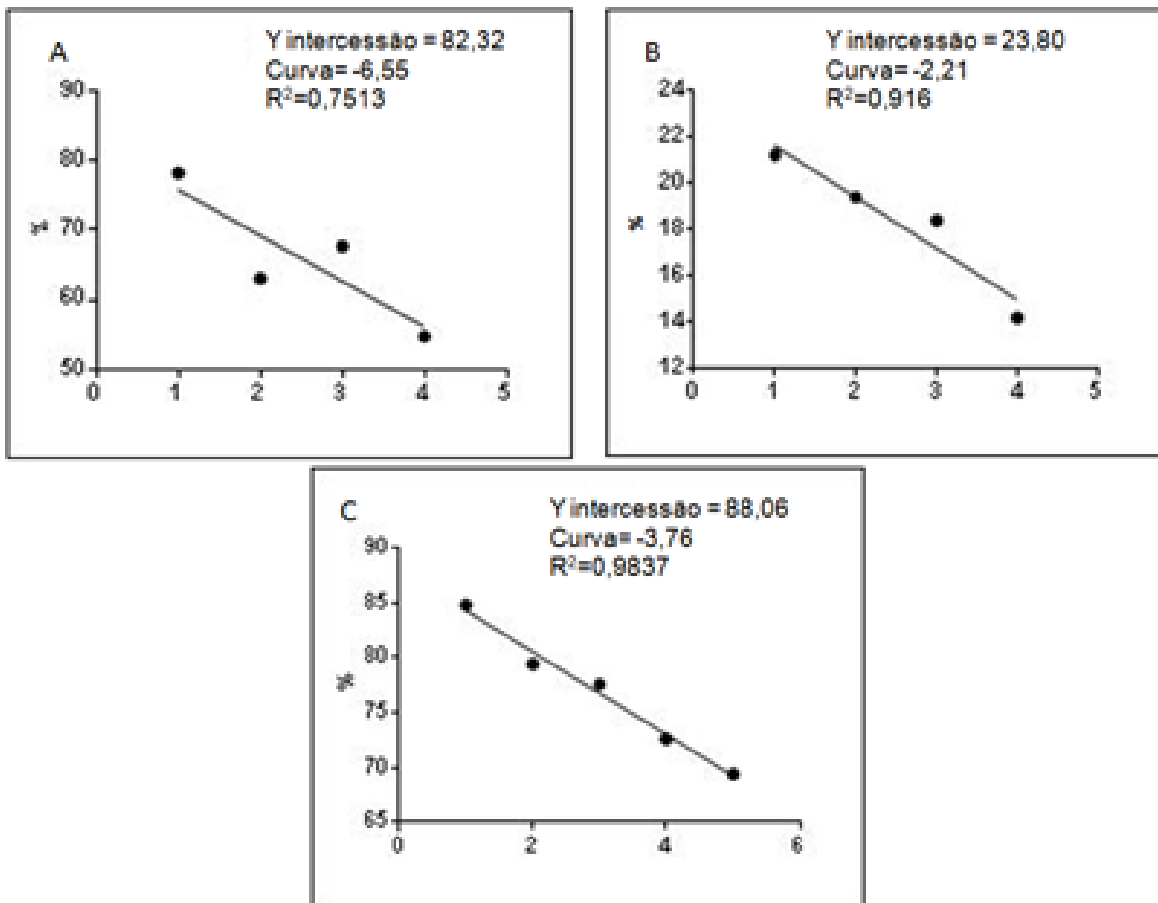 A
Y intercessão = 82,32
Curva= -6,55
R²=0,7513
90
80
70
60
50
%
0 1 2 3 4 5
B
Y intercessão = 23,80
Curva= -2,21
R²=0,916
24
22
20
18
16
14
12
%
0 1 2 3 4 5
C
Y intercessão = 88,06
Curva= -3,76
R²=0,9837
90
85
80
75
70
65
%
0 2 4 6